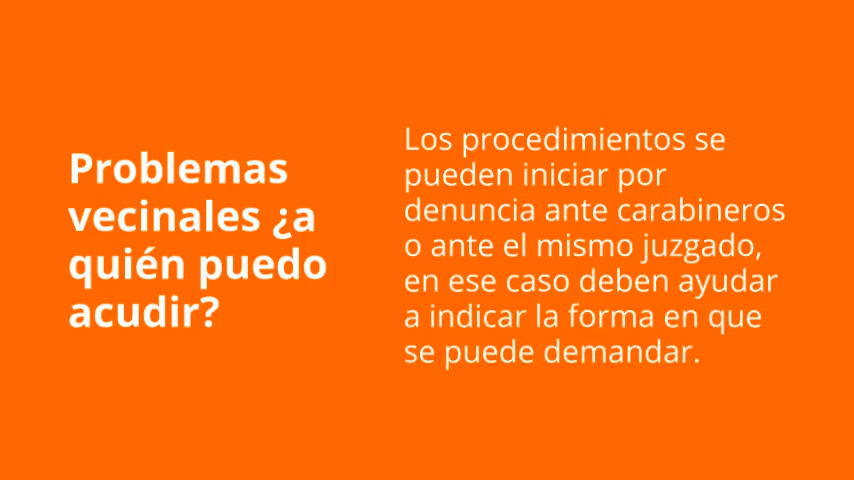 Problemas
vecinales ¿a
quién puedo
acudir?
Los procedimientos se
pueden iniciar por
denuncia ante carabineros
o ante el mismo juzgado,
en ese caso deben ayudar
a indicar la forma en que
se puede demandar.